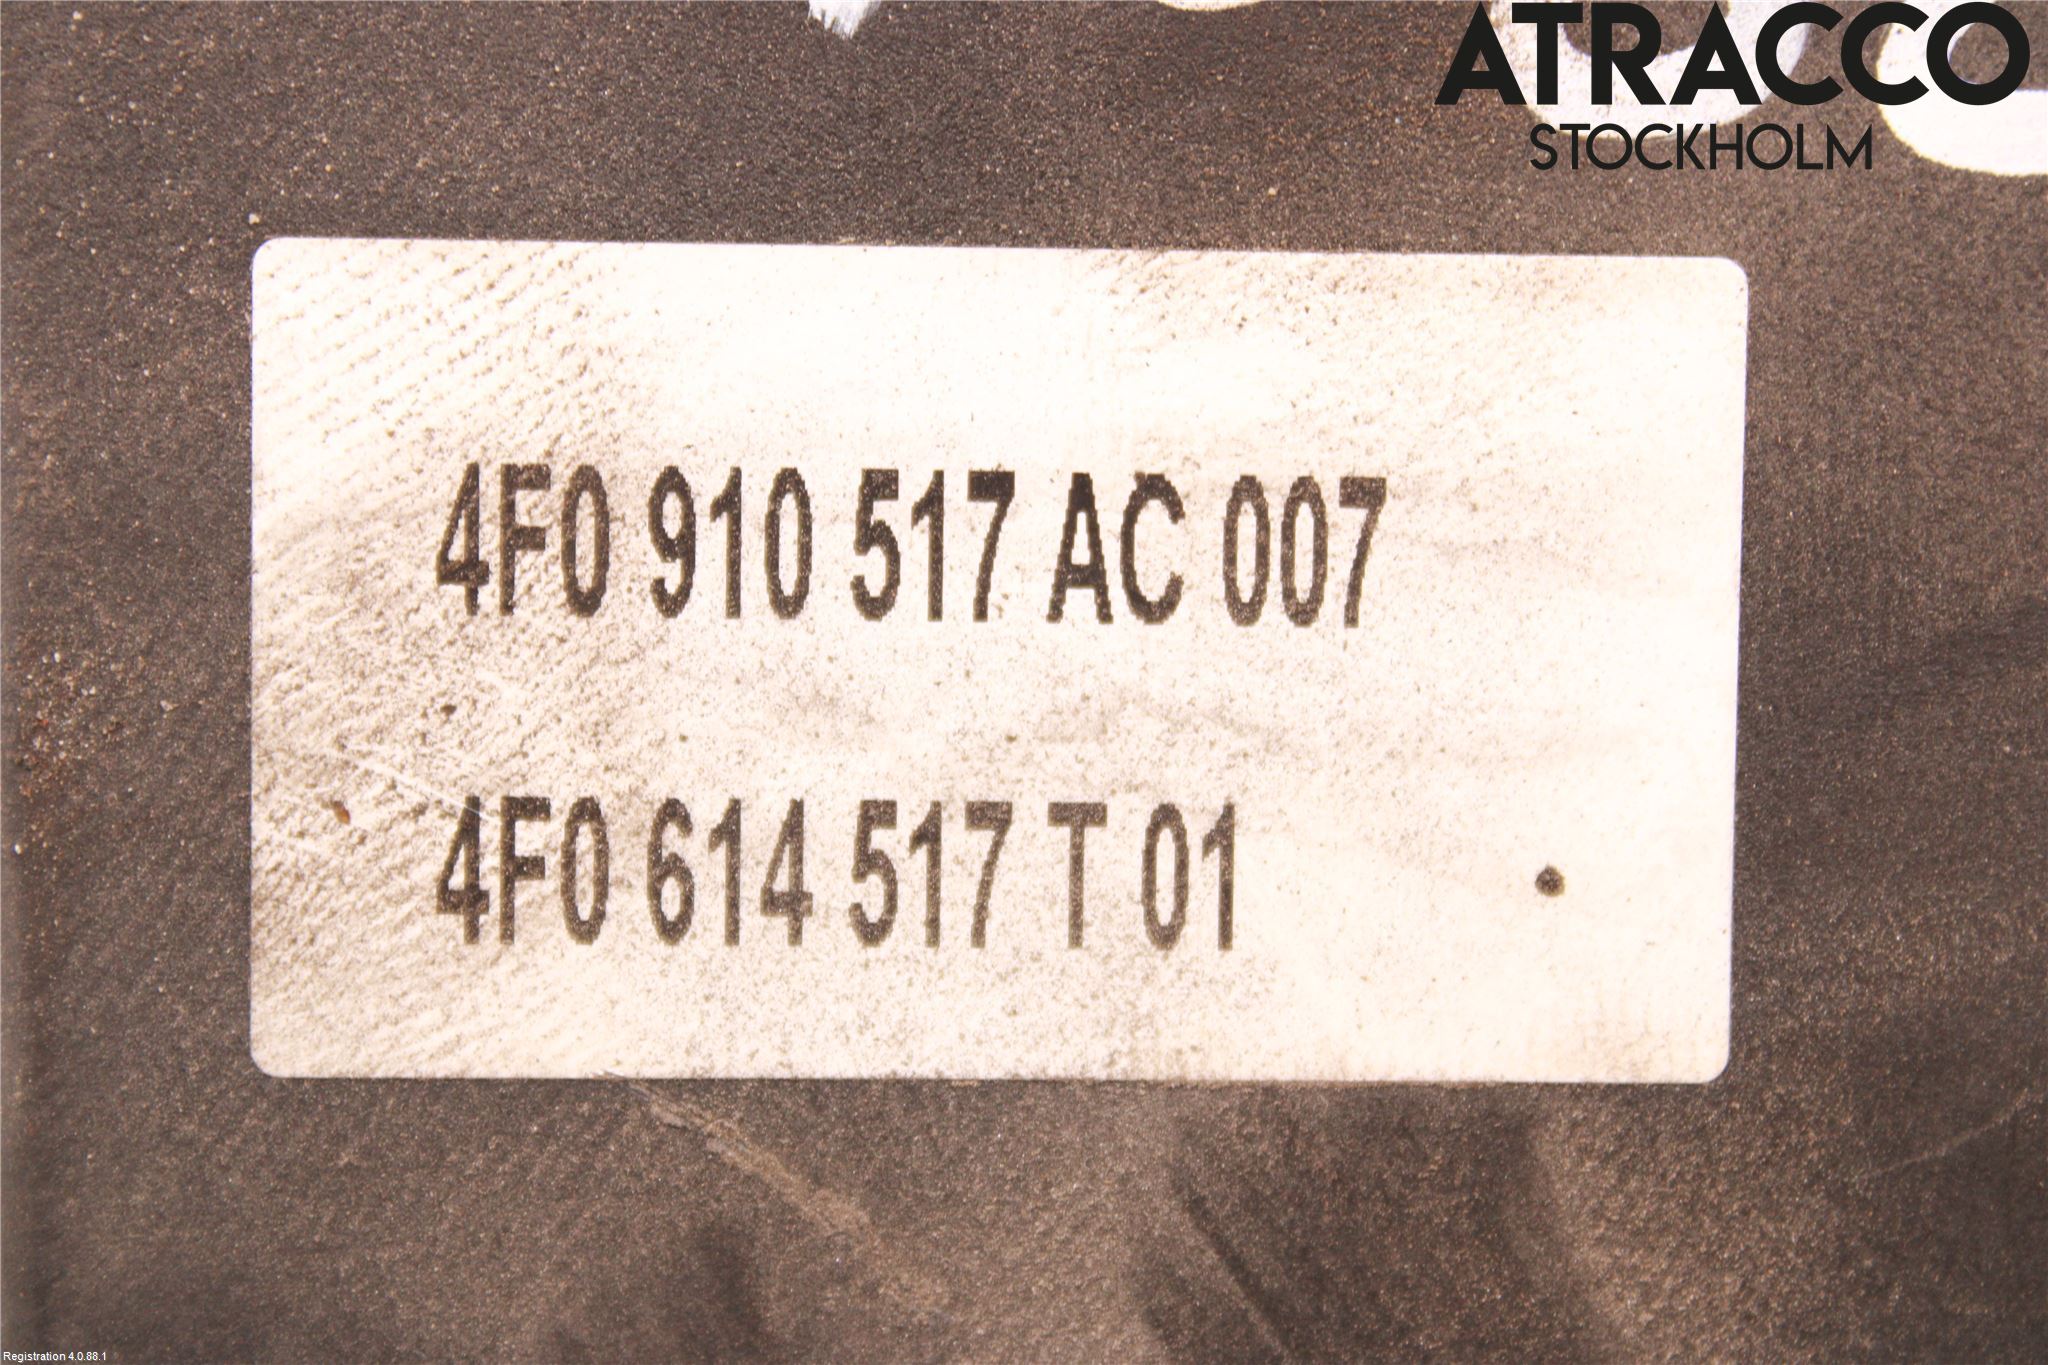 ATRACCO
STOCKHOLM
4F0 910 517 AC 007
4F0 614 517 T 01
Registration 4.0.88.1